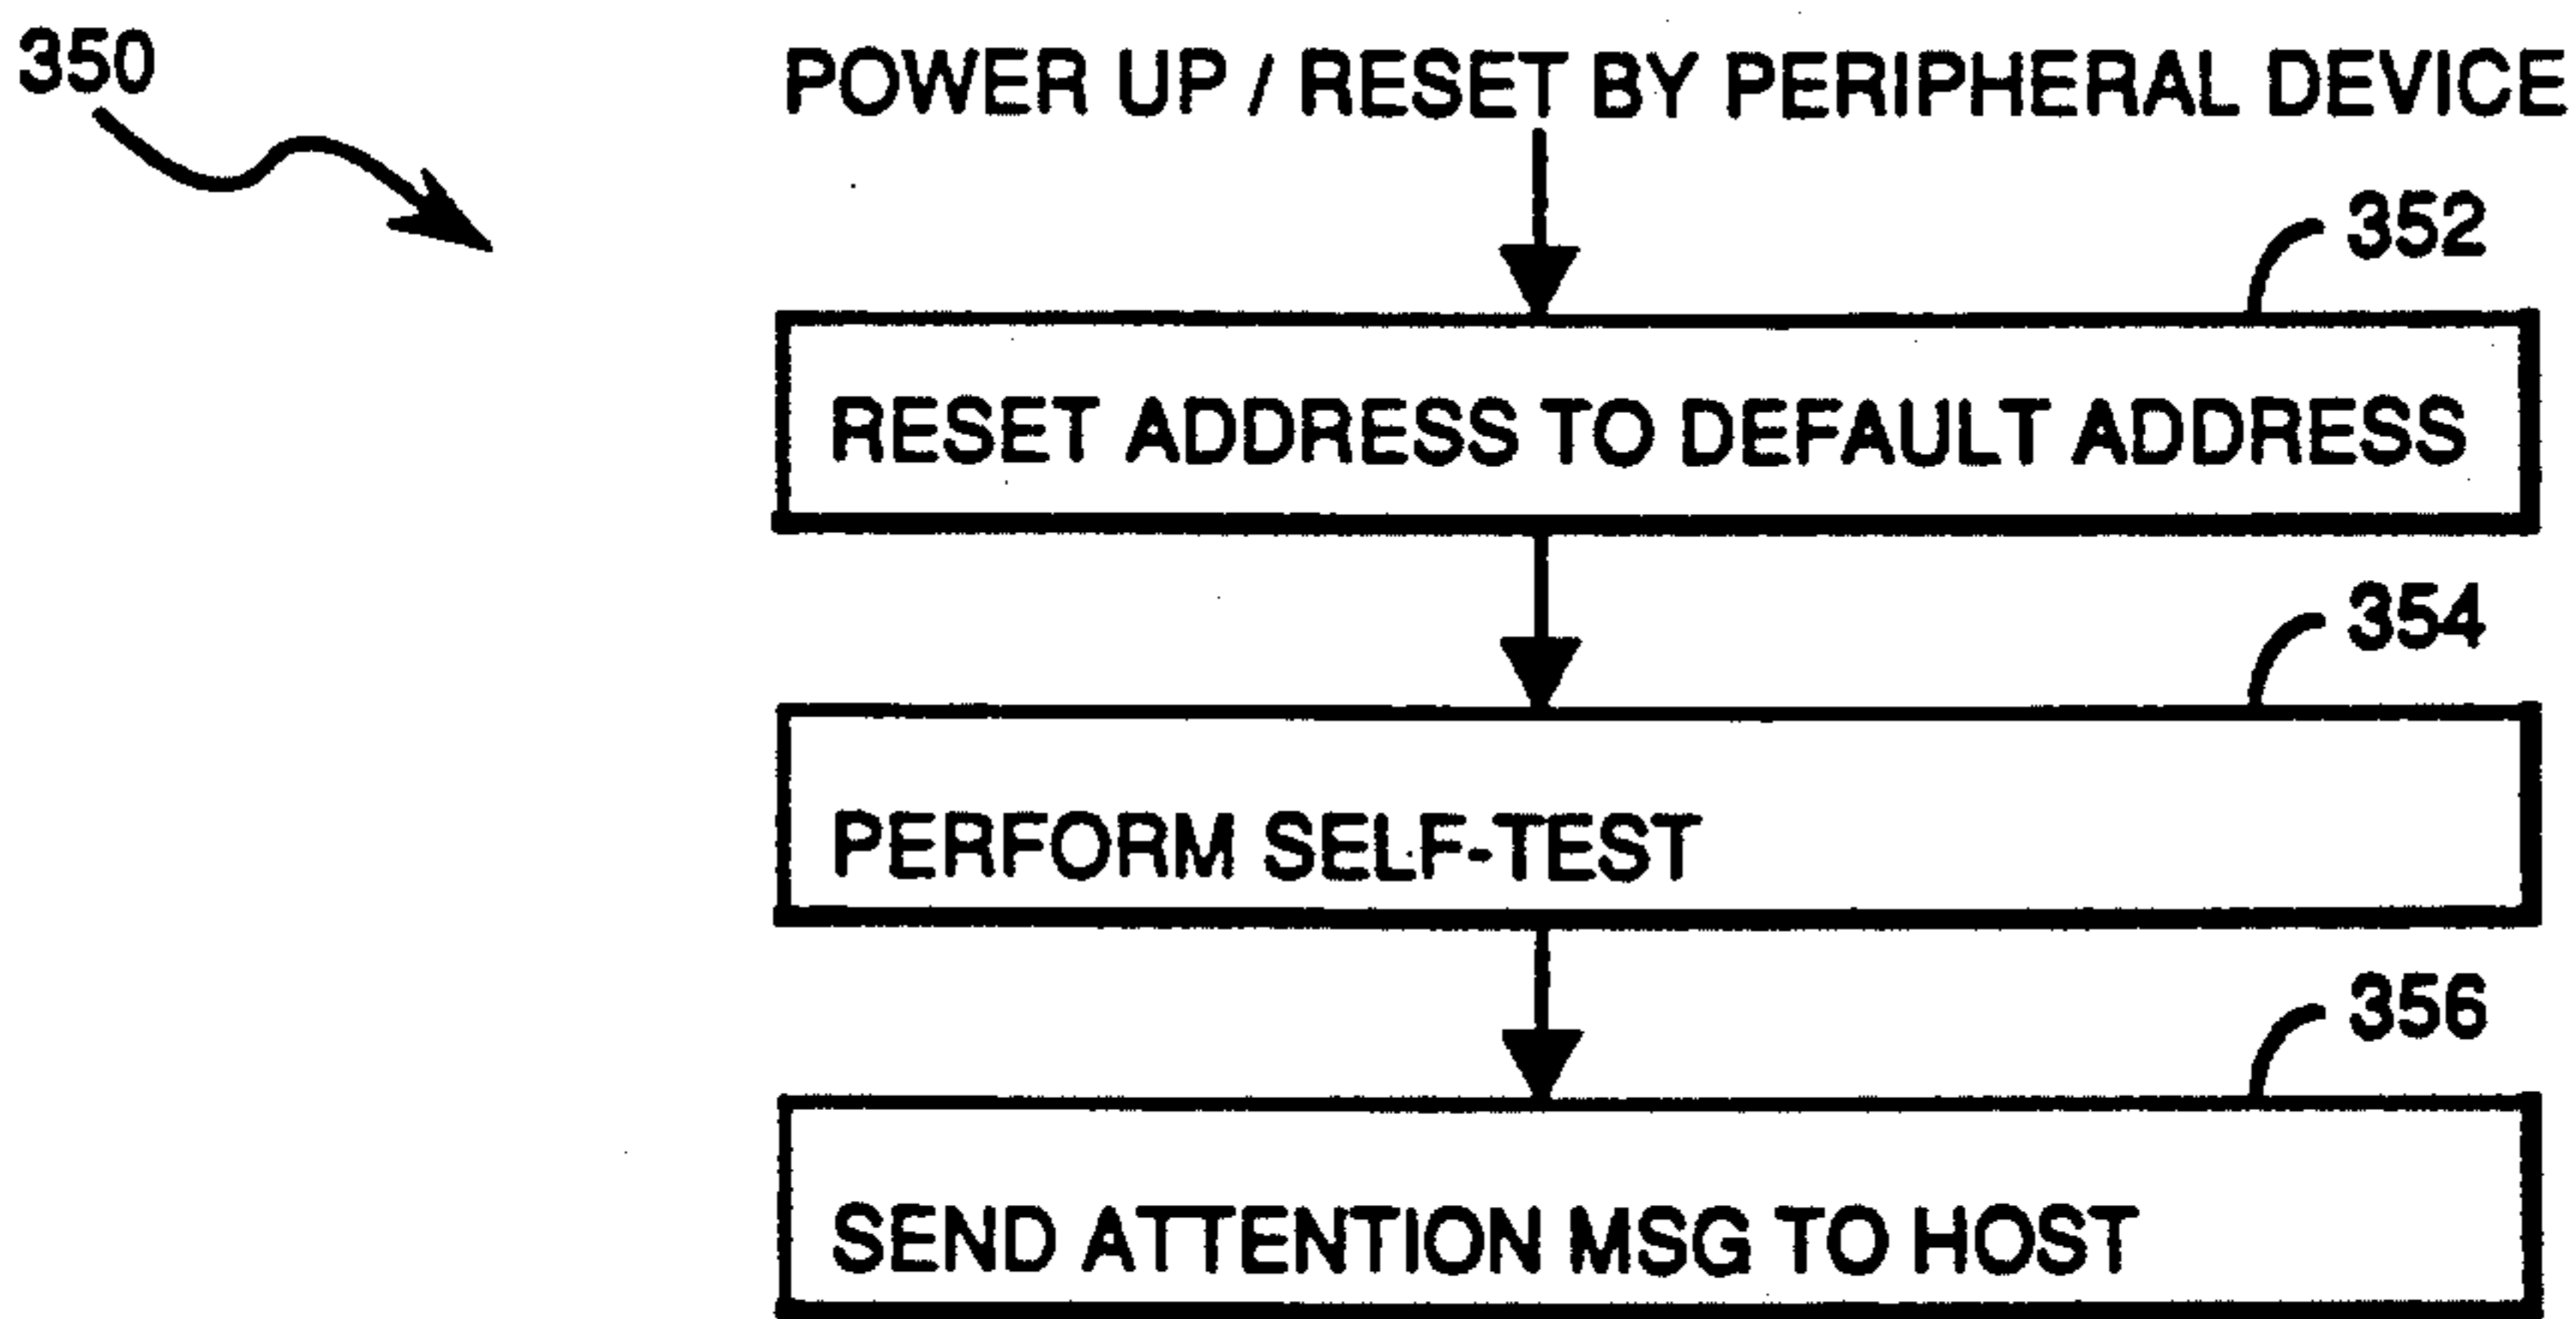 350
POWER UP / RESET BY PERIPHERAL DEVICE
352
RESET ADDRESS TO DEFAULT ADDRESS
354
PERFORM SELF-TEST
356
SEND ATTENTION MSG TO HOST